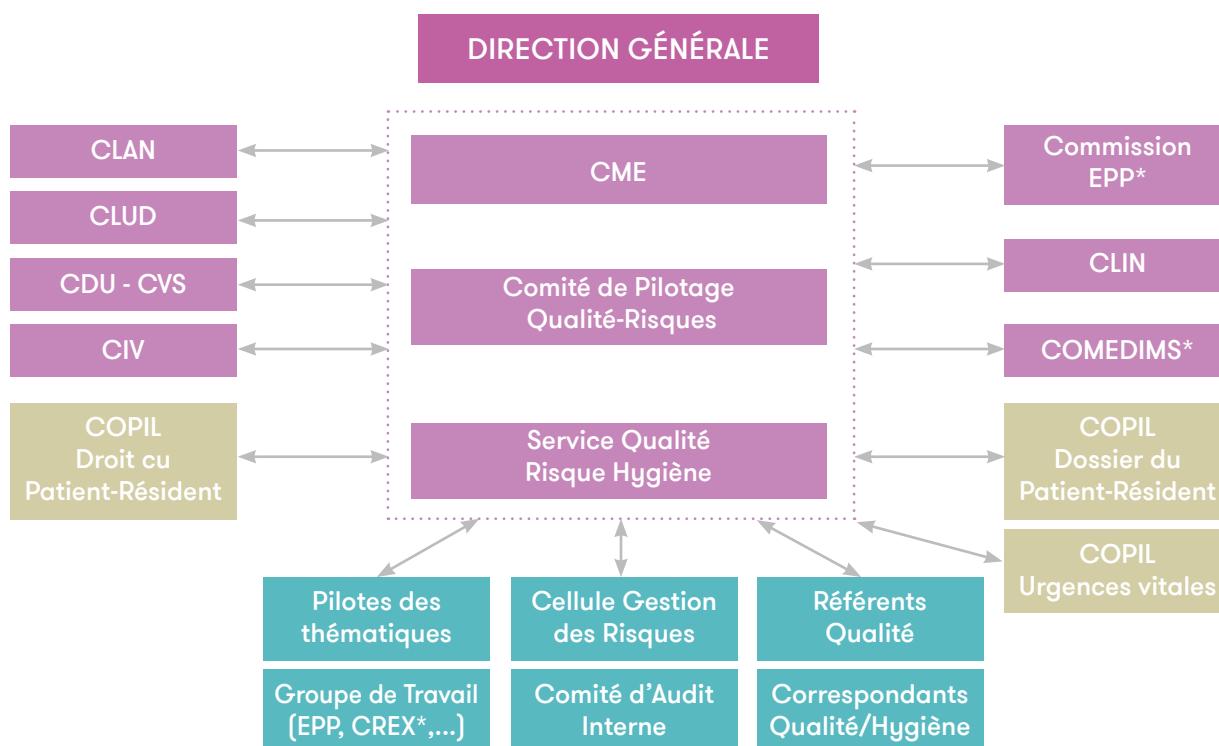 DIRECTION GÉNÉRALE
CLAN
CLUD
CDU - CVS
CIV
COPIL
Droit cu
Patient-Résident
CME
Comité de Pilotage
Qualité-Risques
Service Qualité
Risque Hygiène
Commission
EPP*
CLIN
COMEDIMS*
COPIL
Dossier du
Patient-Résident
COPIL
Urgences vitales
Pilotes des
thématiques
Cellule Gestion
des Risques
Référents
Qualité
Groupe de Travail
(EPP, CREX*,...)
Comité d'Audit
Interne
Correspondants
Qualité/Hygiène